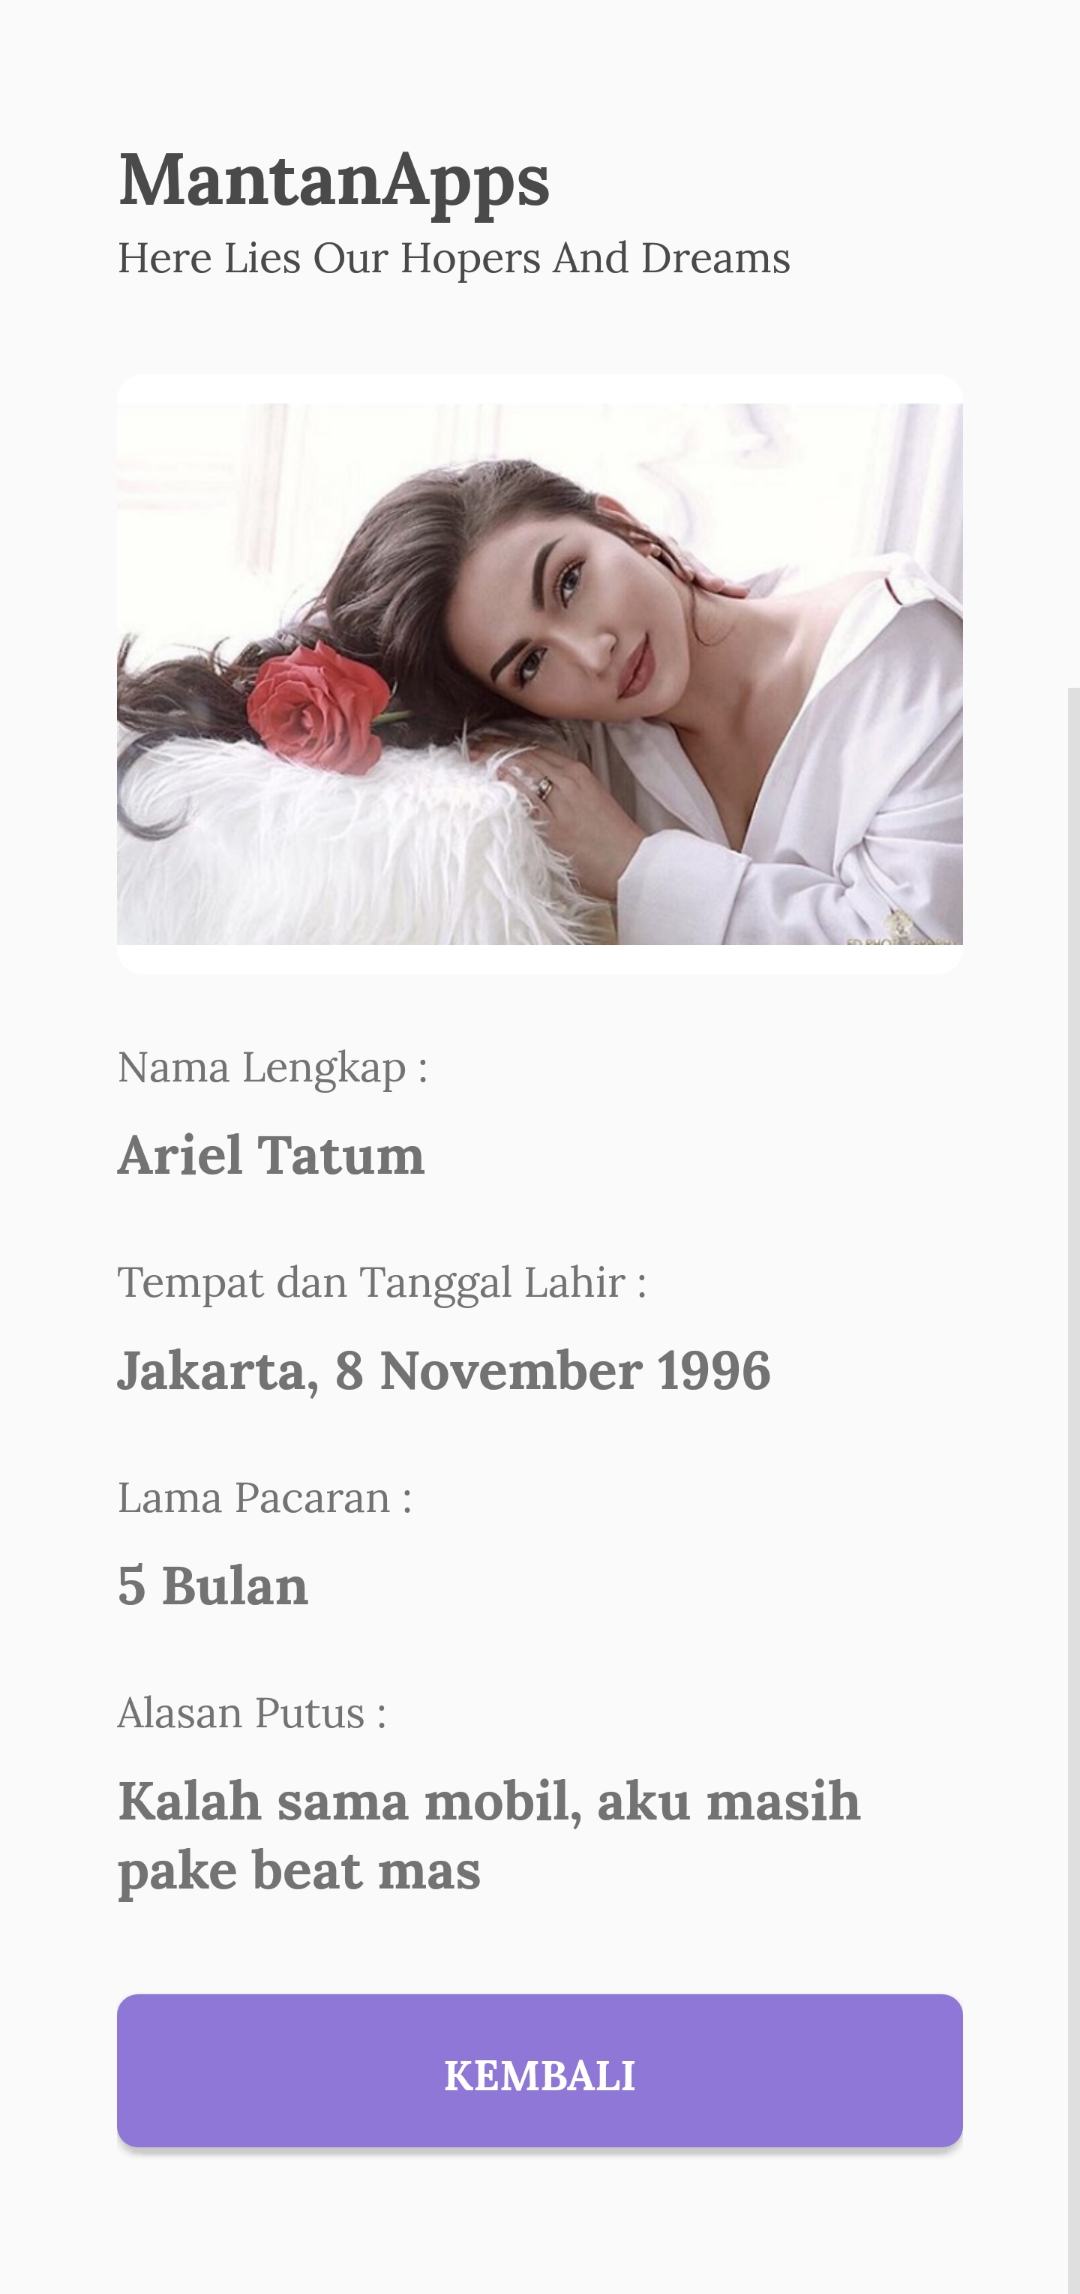 MantanApps
Here Lies Our Hopers And Dreams
Nama Lengkap :
Ariel Tatum
Tempat dan Tanggal Lahir :
Jakarta, 8 November 1996
Lama Pacaran :
5 Bulan
Alasan Putus :
Kalah sama mobil, aku masih
pake beat mas
KEMBALI